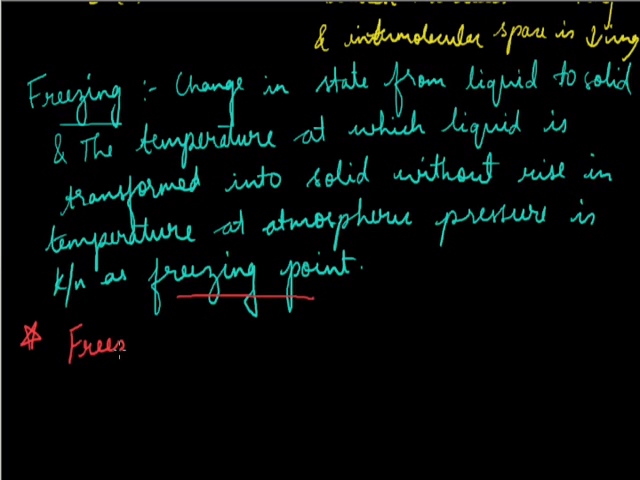 & intermolecular space is
Freezing :- Change in state from liquid to solid
& The temperature at which liquid is
transformed into solid without rise in
temperature at atmospheric pressure is
k/n as freezing point.
☆ Freez